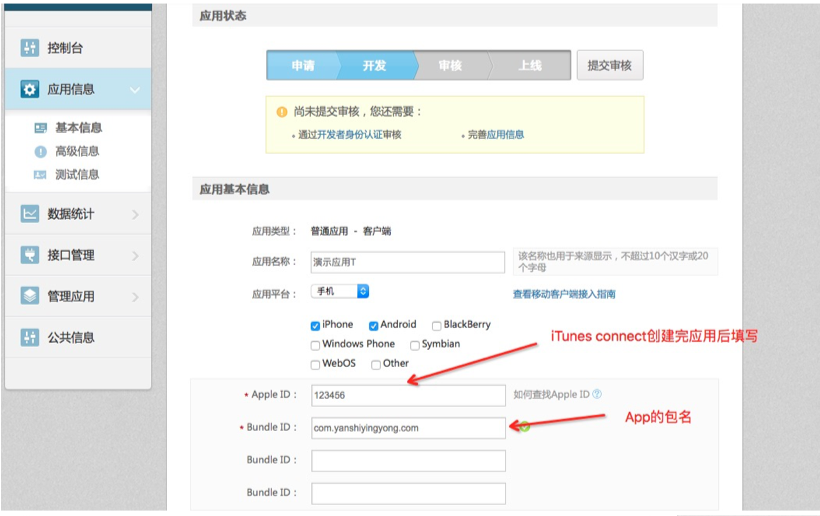 应用状态
控制台
应用信息
基本信息
高级信息
测试信息
数据统计
接口管理
管理应用
公共信息
申请 开发 审核 上线 提交审核
尚未提交审核，您还需要：
• 通过开发者身份认证审核 • 完善应用信息
应用基本信息
应用类型： 普通应用 - 客户端
应用名称： 演示应用T 该名称也用于来源显示，不超过10个汉字或20
个字母
应用平台： 手机 查看移动客户端接入指南
iPhone Android BlackBerry
Windows Phone Symbian
WebOS Other
iTunes connect创建完应用后填写
* Apple ID： 123456 如何查找Apple ID ?
* Bundle ID： com.yanshiyingyong.com App的包名
Bundle ID：
Bundle ID：